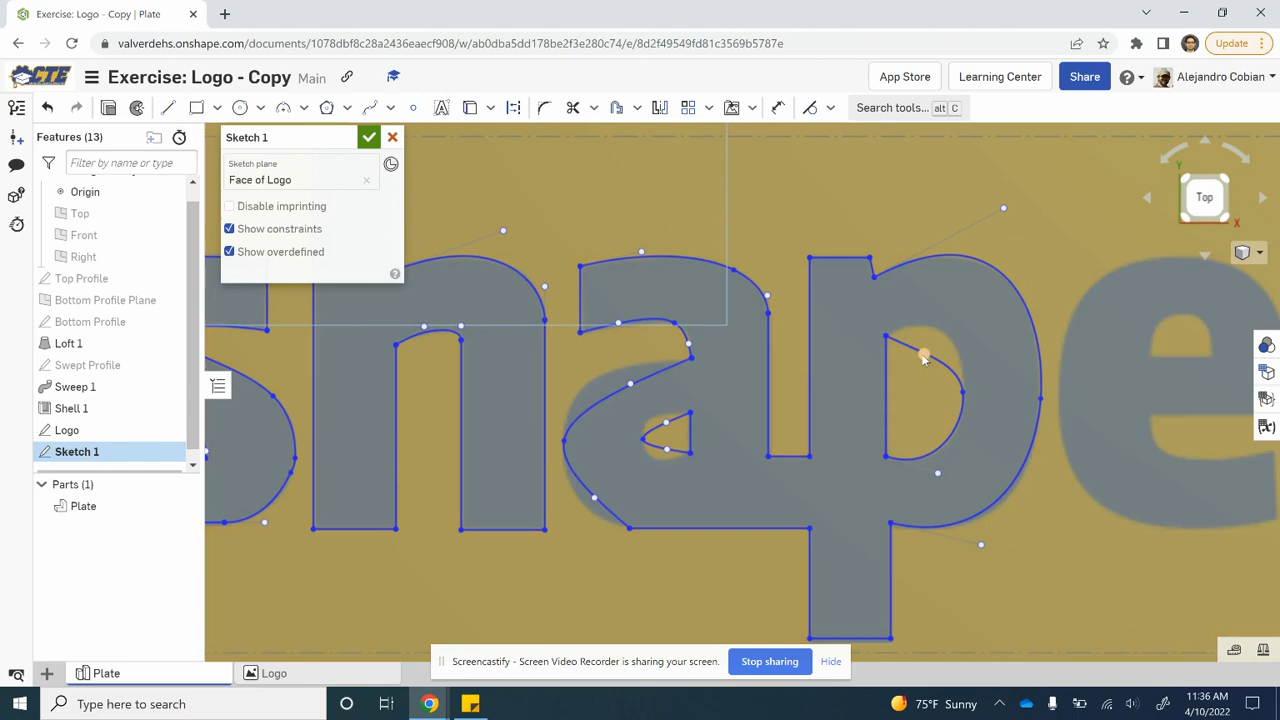 Exercise: Logo - Copy | Plate
valverdehs.onshape.com/documents/1078dbf8c28a2436eaecf908/w/ab0dba5dd178be2f3e280c74/e/8d2f49549fd81c3569b5787e
Update
CTE
Exercise: Logo - Copy
Main
App Store
Learning Center
Share
Alejandro Cobian
Search tools...
alt
C
Features (13)
Filter by name or type
Origin
Top
Front
Right
Top Profile
Bottom Profile Plane
Bottom Profile
Loft 1
Swept Profile
Sweep 1
Shell 1
Logo
Sketch 1
Parts (1)
Plate
Sketch 1
Sketch plane
Face of Logo
Disable imprinting
Show constraints
Show overdefined
snape
Y
Top
X
(x)
Screencastify - Screen Video Recorder is sharing your screen.
Stop sharing
Hide
Plate
Logo
Type here to search
75°F Sunny
11:36 AM
4/10/2022